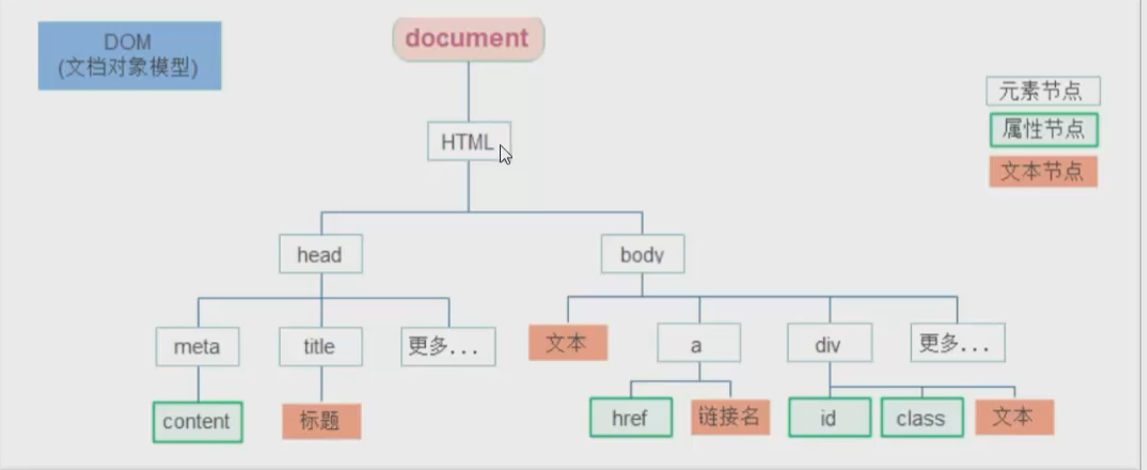 DOM
(文档对象模型)
document
元素节点
属性节点
文本节点
HTML
head
body
meta
title
更多...
文本
a
div
更多...
content
标题
href
链接名
id
class
文本